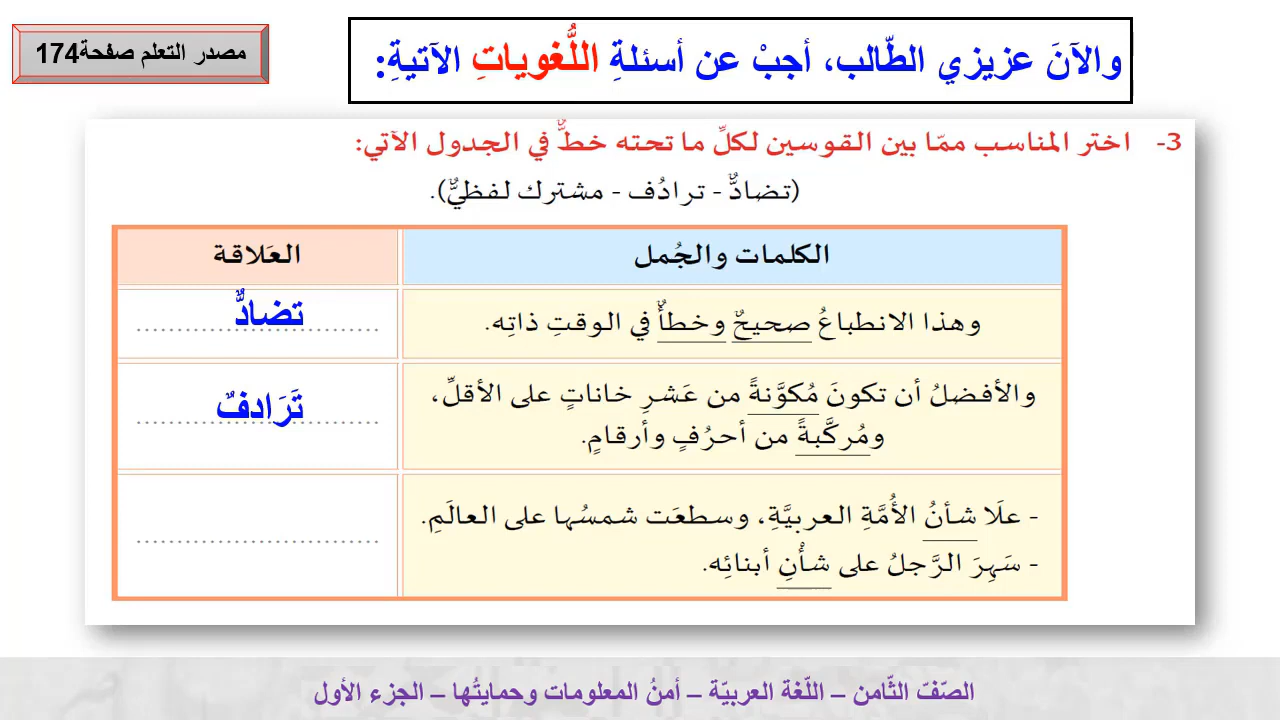 والآنَ عزيزي الطّالب، أجبْ عن أسئلةِ اللُّغوياتِ الآتيةِ:
مصدر التعلم صفحة174
3- اختر المناسب ممّا بين القوسين لكلِّ ما تحته خطٌّ في الجدول الآتي:
(تضادٌّ - ترادُف - مشترك لفظيٌّ).
الكلمات والجُمل
العَلاقة
وهذا الانطباعُ صحيحٌ وخطأٌ في الوقتِ ذاتِه.
تضادٌّ
والأفضلُ أن تكونَ مُكوَّنةً من عَشرِ خاناتٍ على الأقلِّ،
ومُركَّبةً من أحرُفٍ وأرقامٍ.
تَرَادفٌ
- علَا شأنُ الأُمَّةِ العربيَّةِ، وسطعَت شمسُها على العالَمِ.
- سَهِرَ الرَّجلُ على شأْنِ أبنائِه.
الصّفّ الثّامن – اللّغة العربيّة – أمنُ المعلومات وحمايتُها – الجزء الأول